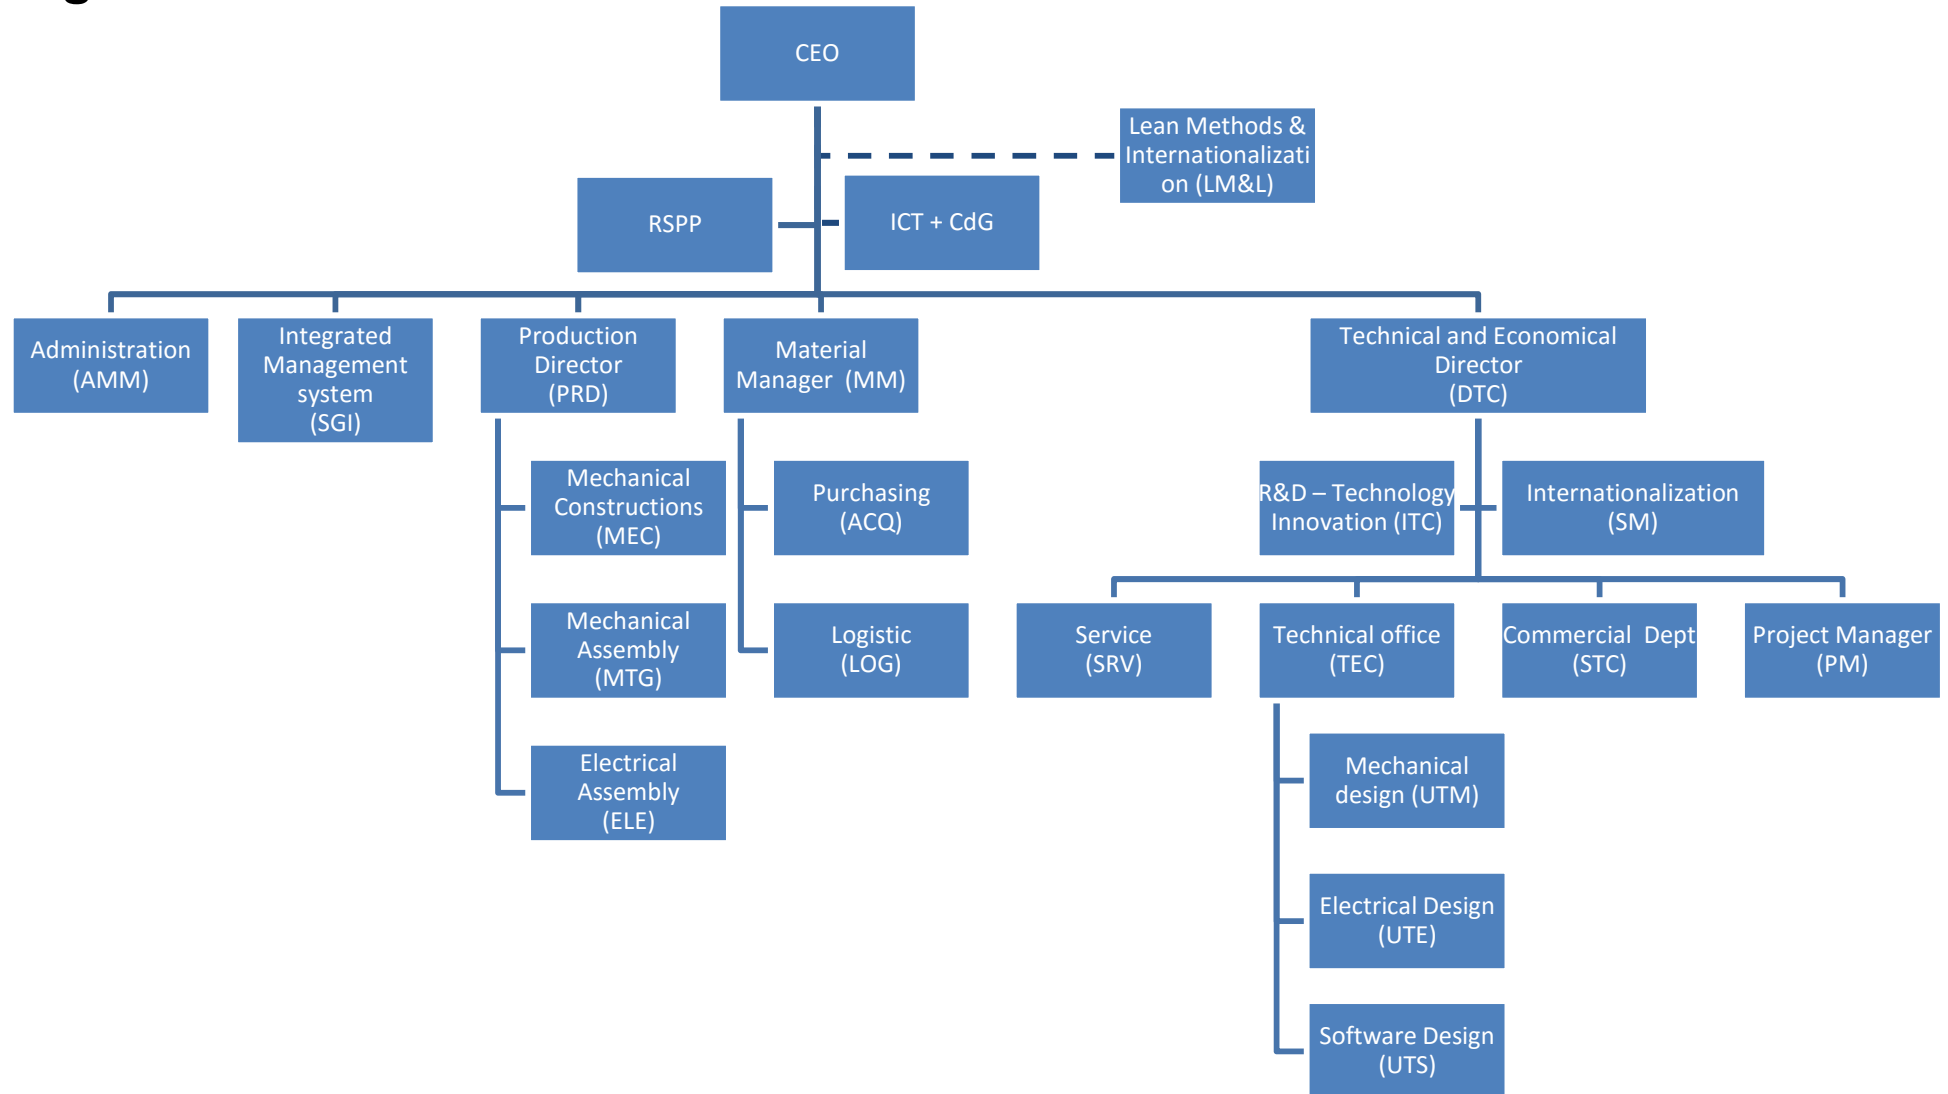 CEO
Lean Methods &
Internationalizati
on (LM&L)
RSPP
ICT + CdG
Administration
(AMM)
Integrated
Management
system
(SGI)
Production
Director
(PRD)
Material
Manager (MM)
Technical and Economical
Director
(DTC)
Mechanical
Constructions
(MEC)
Purchasing
(ACQ)
R&D – Technology
Innovation (ITC)
Internationalization
(SM)
Mechanical
Assembly
(MTG)
Logistic
(LOG)
Service
(SRV)
Technical office
(TEC)
Commercial Dept
(STC)
Project Manager
(PM)
Electrical
Assembly
(ELE)
Mechanical
design (UTM)
Electrical Design
(UTE)
Software Design
(UTS)